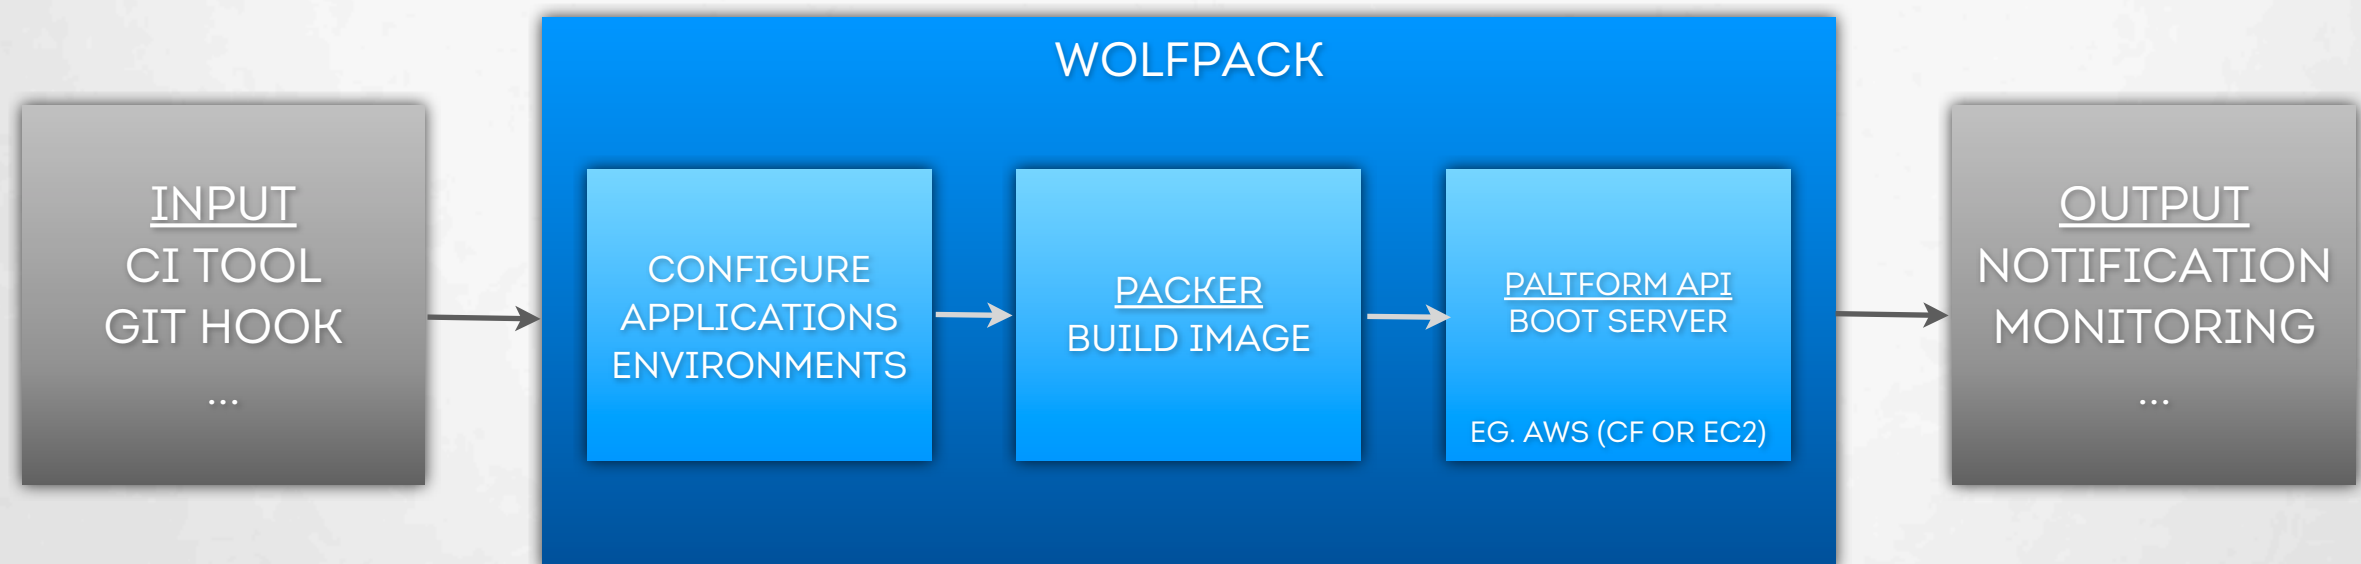 WOLFPACK
INPUT
CI TOOL
GIT HOOK
...
CONFIGURE
APPLICATIONS
ENVIRONMENTS
PACKER
BUILD IMAGE
PALTFORM API
BOOT SERVER
EG. AWS (CF OR EC2)
OUTPUT
NOTIFICATION
MONITORING
...